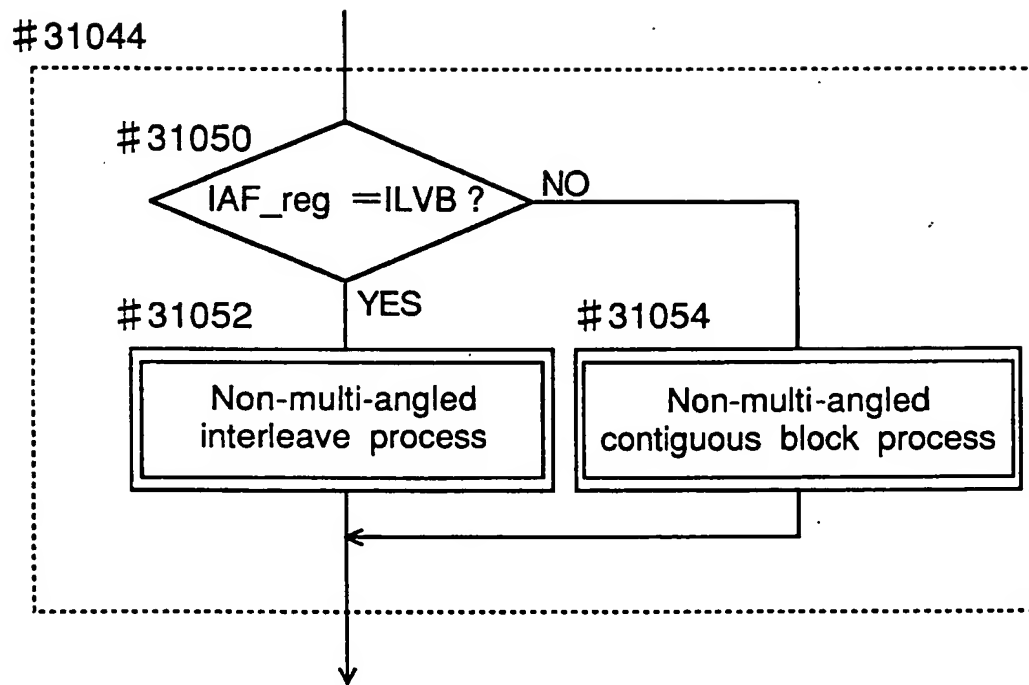 #31044
#31050
IAF_reg =ILVB ?
NO
YES
#31052
#31054
Non-multi-angled
interleave process
Non-multi-angled
contiguous block process